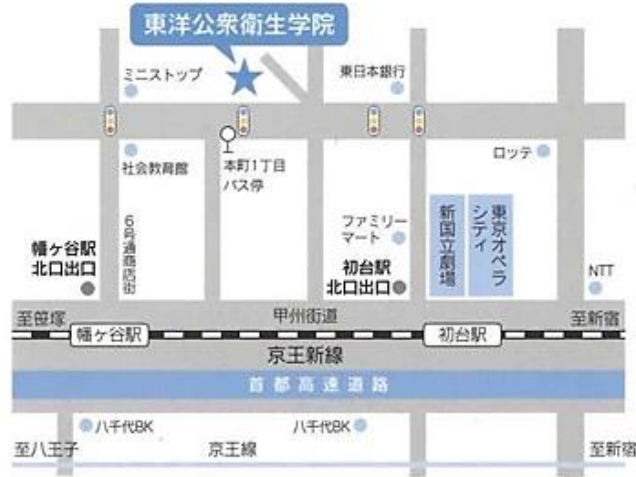 東洋公衆衛生学院
ミニストップ
東日本銀行
社会教育館
本町1丁目
バス停
ロッテ
6号通商店街
ファミリー
マート
新国立劇場
東京オペラ
シティ
幡ヶ谷駅
北口出口
初台駅
北口出口
NTT
至笹塚
甲州街道
至新宿
幡ヶ谷駅
初台駅
京王新線
首都高速道路
八千代BK
八千代BK
至八王子
京王線
至新宿